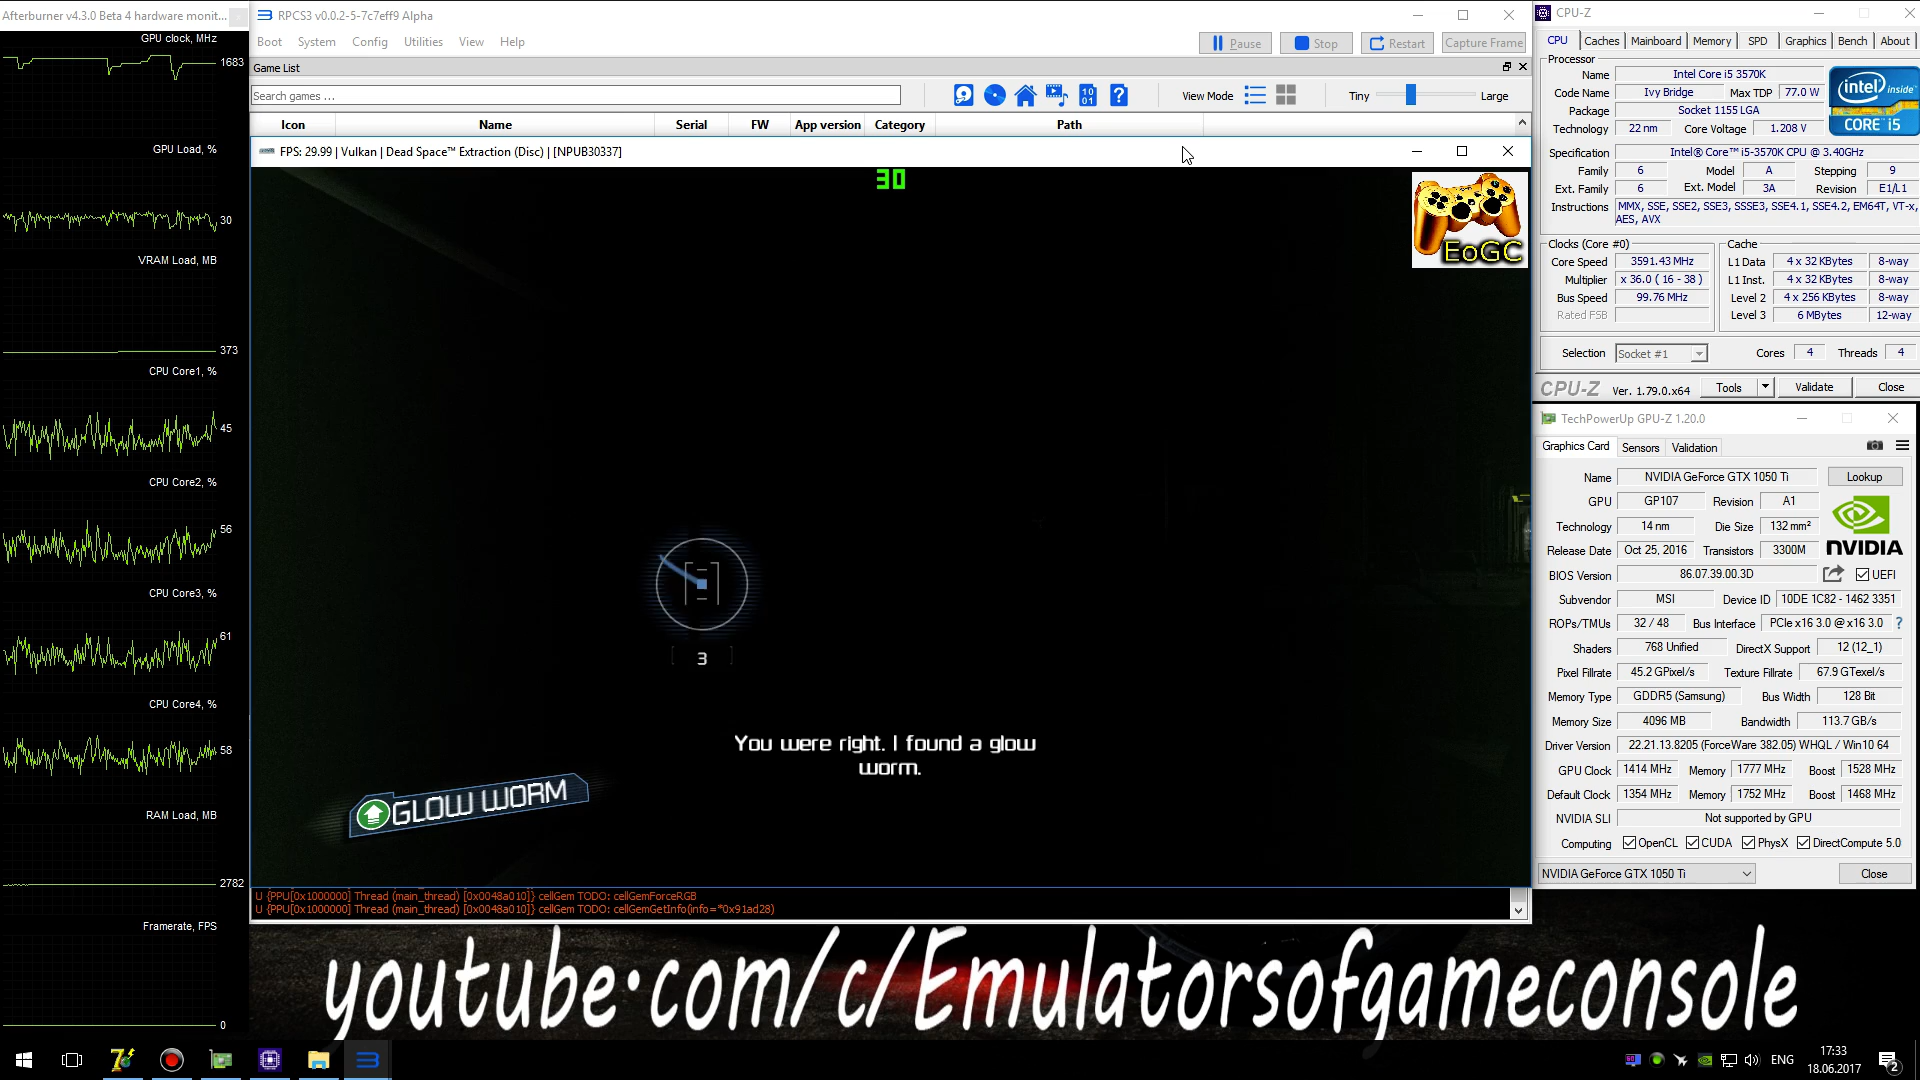 Afterburner v4.3.0 Beta 4 hardware monit...
GPU clock, MHz
1683
GPU Load, %
30
VRAM Load, MB
373
CPU Core1, %
45
CPU Core2, %
56
CPU Core3, %
61
CPU Core4, %
58
RAM Load, MB
2782
Framerate, FPS
0
RPCS3 v0.0.2-5-7c7eff9 Alpha
Boot System Config Utilities View Help
Pause Stop Restart Capture Frame
Game List
Search games ...
View Mode Tiny Large
Icon Name Serial FW App version Category Path
FPS: 29.99 | Vulkan | Dead Space™ Extraction (Disc) | [NPUB30337]
30
EoGC
3
You were right. I found a glow
worm.
GLOW WORM
U {PPU[0x1000000] Thread (main_thread) [0x0048a010]} cellGem TODO: cellGemForceRGB
U {PPU[0x1000000] Thread (main_thread) [0x0048a010]} cellGem TODO: cellGemGetInfo(info=*0x91ad28)
youtube.com/c/Emulatorsofgameconsole
CPU-Z
CPU Caches Mainboard Memory SPD Graphics Bench About
Processor
Name Intel Core i5 3570K
Code Name Ivy Bridge Max TDP 77.0 W
Package Socket 1155 LGA
Technology 22 nm Core Voltage 1.208 V
intel inside
CORE i5
Specification Intel® Core™ i5-3570K CPU @ 3.40GHz
Family 6 Model A Stepping 9
Ext. Family 6 Ext. Model 3A Revision E1/L1
Instructions MMX, SSE, SSE2, SSE3, SSSE3, SSE4.1, SSE4.2, EM64T, VT-x,
AES, AVX
Clocks (Core #0) Cache
Core Speed 3591.43 MHz L1 Data 4 x 32 KBytes 8-way
Multiplier x 36.0 ( 16 - 38 ) L1 Inst. 4 x 32 KBytes 8-way
Bus Speed 99.76 MHz Level 2 4 x 256 KBytes 8-way
Rated FSB Level 3 6 MBytes 12-way
Selection Socket #1 Cores 4 Threads 4
CPU-Z Ver. 1.79.0.x64 Tools Validate Close
TechPowerUp GPU-Z 1.20.0
Graphics Card Sensors Validation
Name NVIDIA GeForce GTX 1050 Ti Lookup
GPU GP107 Revision A1
Technology 14 nm Die Size 132 mm²
Release Date Oct 25, 2016 Transistors 3300M
NVIDIA
BIOS Version 86.07.39.00.3D UEFI
Subvendor MSI Device ID 10DE 1C82 - 1462 3351
ROPs/TMUs 32 / 48 Bus Interface PCIe x16 3.0 @ x16 3.0 ?
Shaders 768 Unified DirectX Support 12 (12_1)
Pixel Fillrate 45.2 GPixel/s Texture Fillrate 67.9 GTexel/s
Memory Type GDDR5 (Samsung) Bus Width 128 Bit
Memory Size 4096 MB Bandwidth 113.7 GB/s
Driver Version 22.21.13.8205 (ForceWare 382.05) WHQL / Win10 64
GPU Clock 1414 MHz Memory 1777 MHz Boost 1528 MHz
Default Clock 1354 MHz Memory 1752 MHz Boost 1468 MHz
NVIDIA SLI Not supported by GPU
Computing OpenCL CUDA PhysX DirectCompute 5.0
NVIDIA GeForce GTX 1050 Ti Close
ENG
17:33
18.06.2017
2